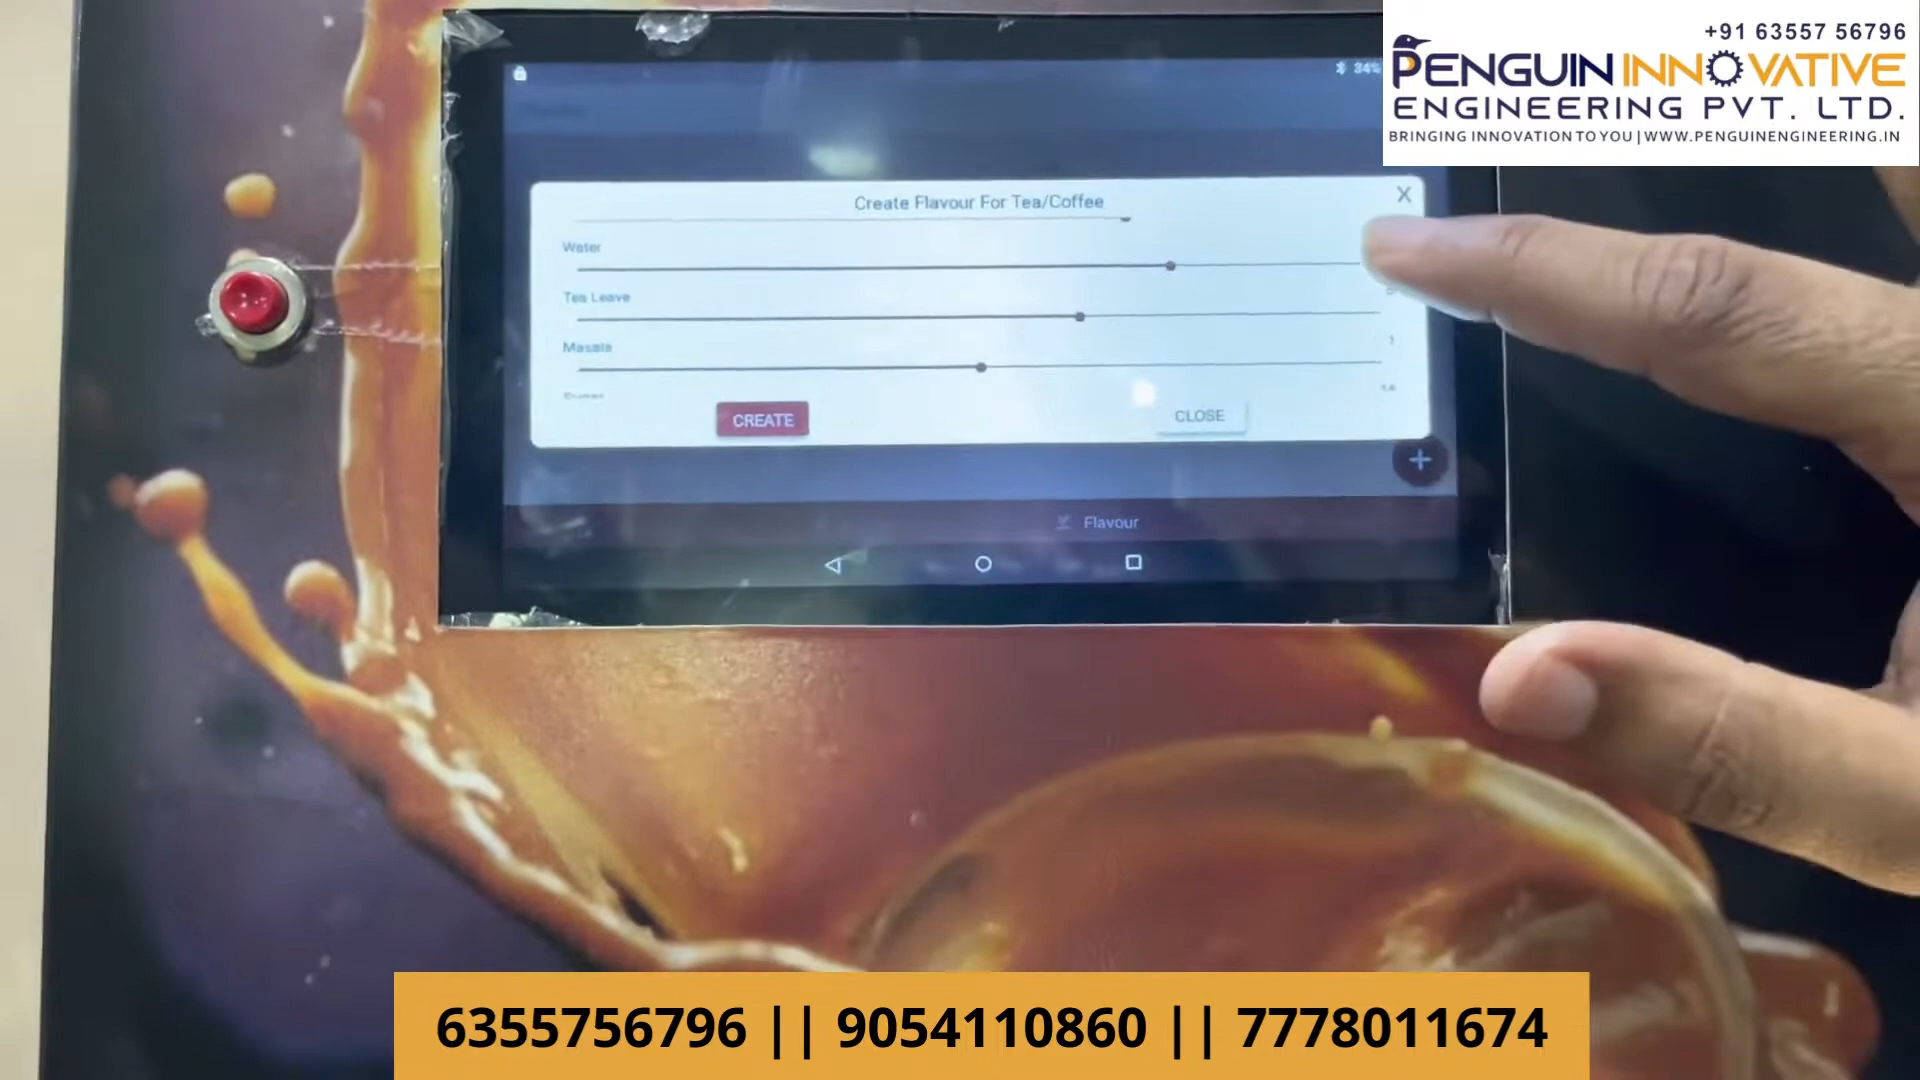 +91 63557 56796
PENGUIN INNOVATIVE
ENGINEERING PVT. LTD.
BRINGING INNOVATION TO YOU | WWW.PENGUINENGINEERING.IN
34%
Create Flavour For Tea/Coffee
X
Water
Tea Leave
Masala
1
CREATE
CLOSE
+
Flavour
6355756796 || 9054110860 || 7778011674